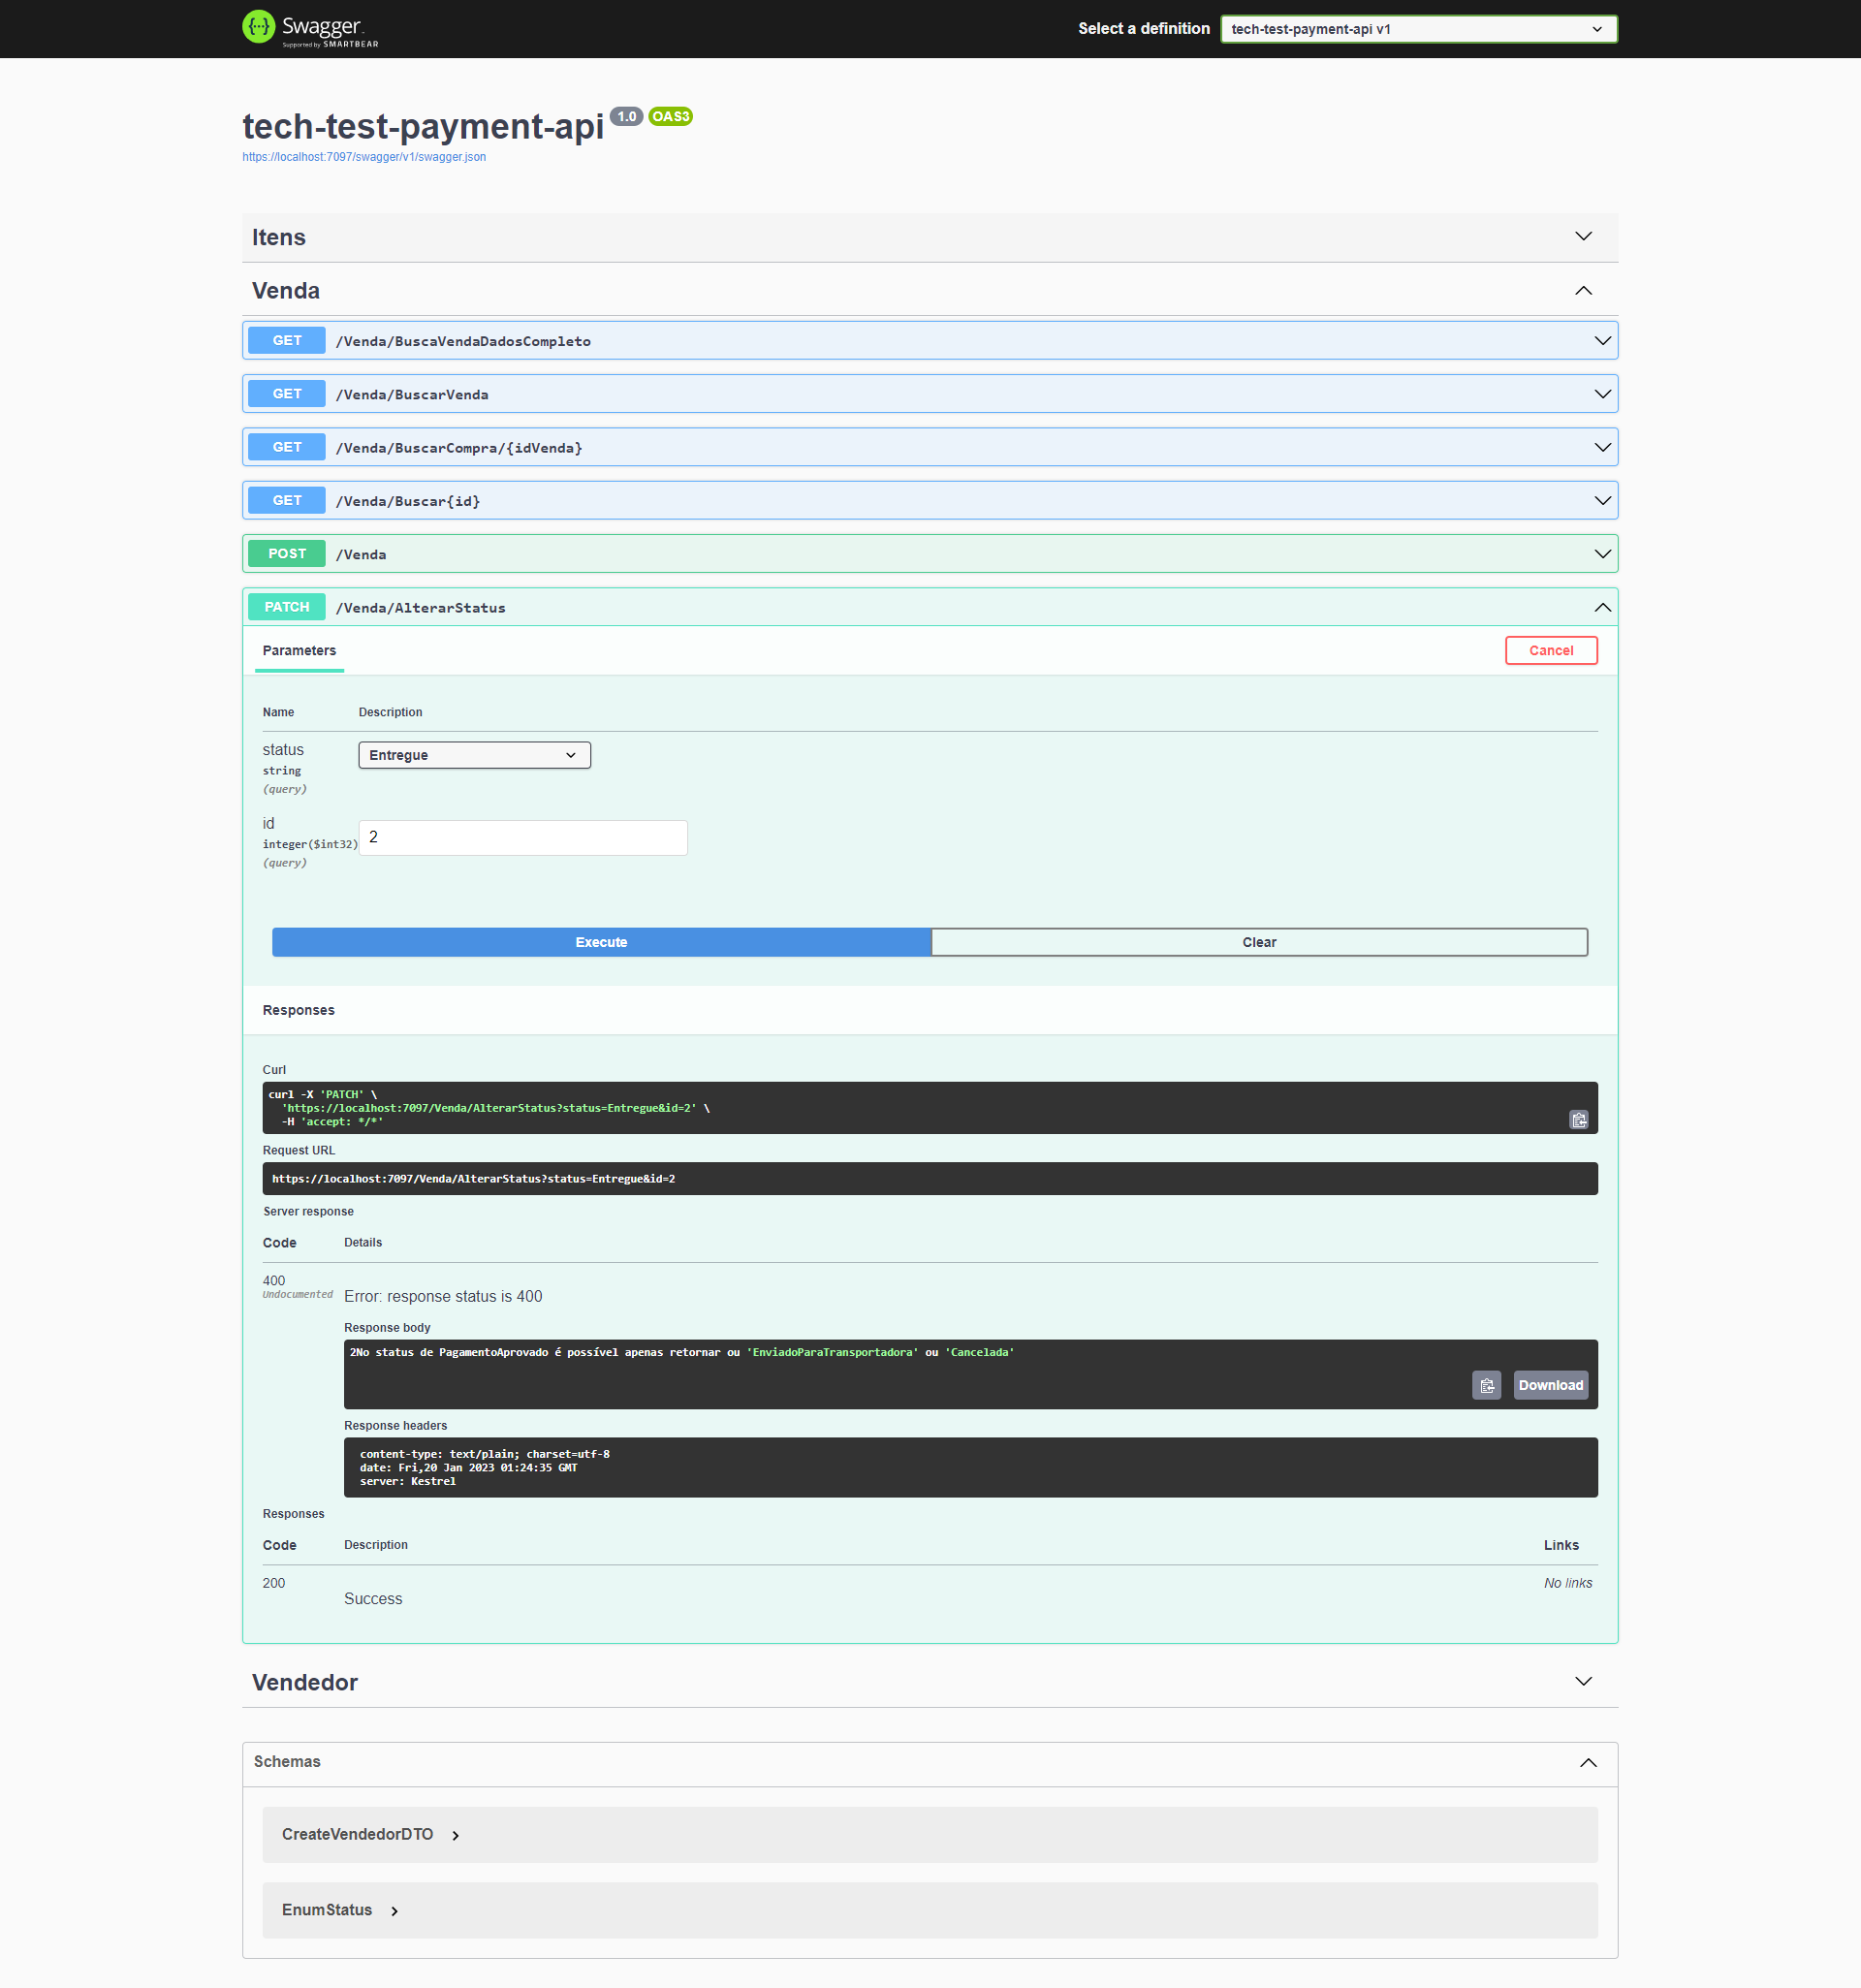 Swagger
Supported by SMARTBEAR
Select a definition
tech-test-payment-api v1
tech-test-payment-api 1.0 OAS3
https://localhost:7097/swagger/v1/swagger.json
Itens
Venda
GET /Venda/BuscaVendaDadosCompleto
GET /Venda/BuscarVenda
GET /Venda/BuscarCompra/{idVenda}
GET /Venda/Buscar{id}
POST /Venda
PATCH /Venda/AlterarStatus
Parameters
Cancel
Name Description
status
string
(query)
Entregue
id
integer($int32)
(query)
2
Execute
Clear
Responses
Curl
curl -X 'PATCH' \
'https://localhost:7097/Venda/AlterarStatus?status=Entregue&id=2' \
-H 'accept: */*'
Request URL
https://localhost:7097/Venda/AlterarStatus?status=Entregue&id=2
Server response
Code Details
400
Undocumented
Error: response status is 400
Response body
2No status de PagamentoAprovado é possível apenas retornar ou 'EnviadoParaTransportadora' ou 'Cancelada'
Download
Response headers
content-type: text/plain; charset=utf-8
date: Fri,20 Jan 2023 01:24:35 GMT
server: Kestrel
Responses
Code Description Links
200
Success
No links
Vendedor
Schemas
CreateVendedorDTO
EnumStatus